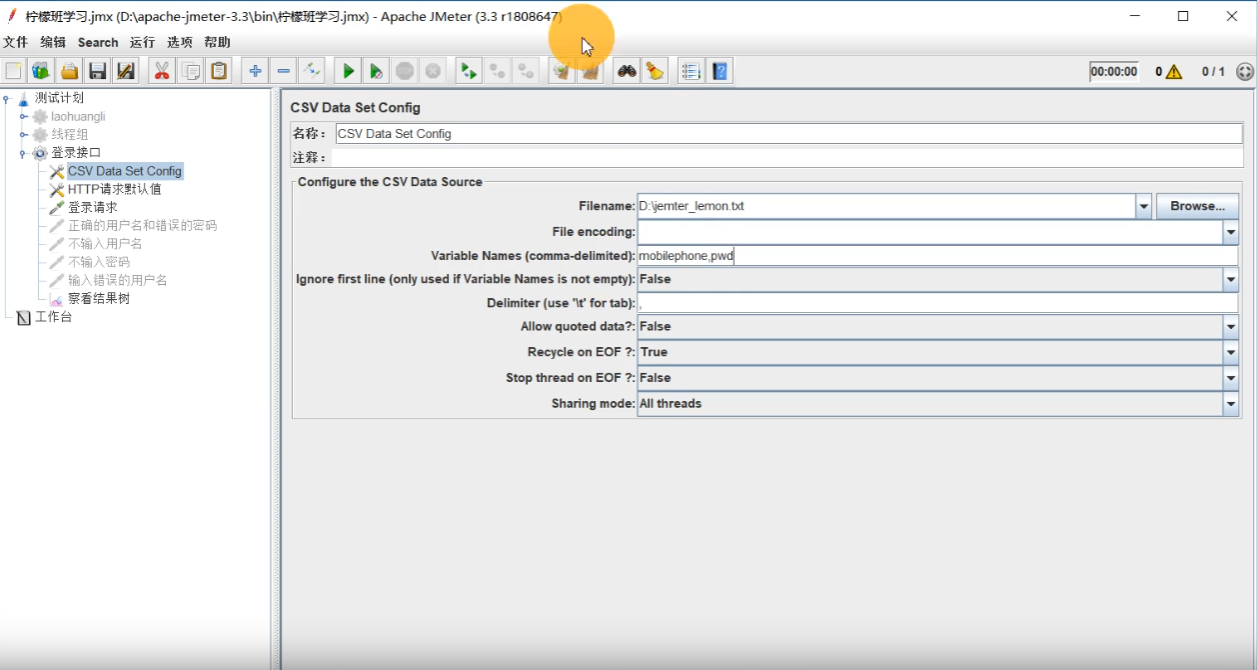 柠檬班学习.jmx (D:\apache-jmeter-3.3\bin\柠檬班学习.jmx) - Apache JMeter (3.3 r1808647)
文件 编辑 Search 运行 选项 帮助
00:00:00 0 0 / 1
测试计划
laohuangli
线程组
登录接口
CSV Data Set Config
HTTP请求默认值
登录请求
正确的用户名和错误的密码
不输入用户名
不输入密码
输入错误的用户名
察看结果树
工作台
CSV Data Set Config
名称： CSV Data Set Config
注释：
Configure the CSV Data Source
Filename: D:\jemter_lemon.txt Browse...
File encoding:
Variable Names (comma-delimited): mobilephone,pwd
Ignore first line (only used if Variable Names is not empty): False
Delimiter (use '\t' for tab): ,
Allow quoted data?: False
Recycle on EOF ?: True
Stop thread on EOF ?: False
Sharing mode: All threads